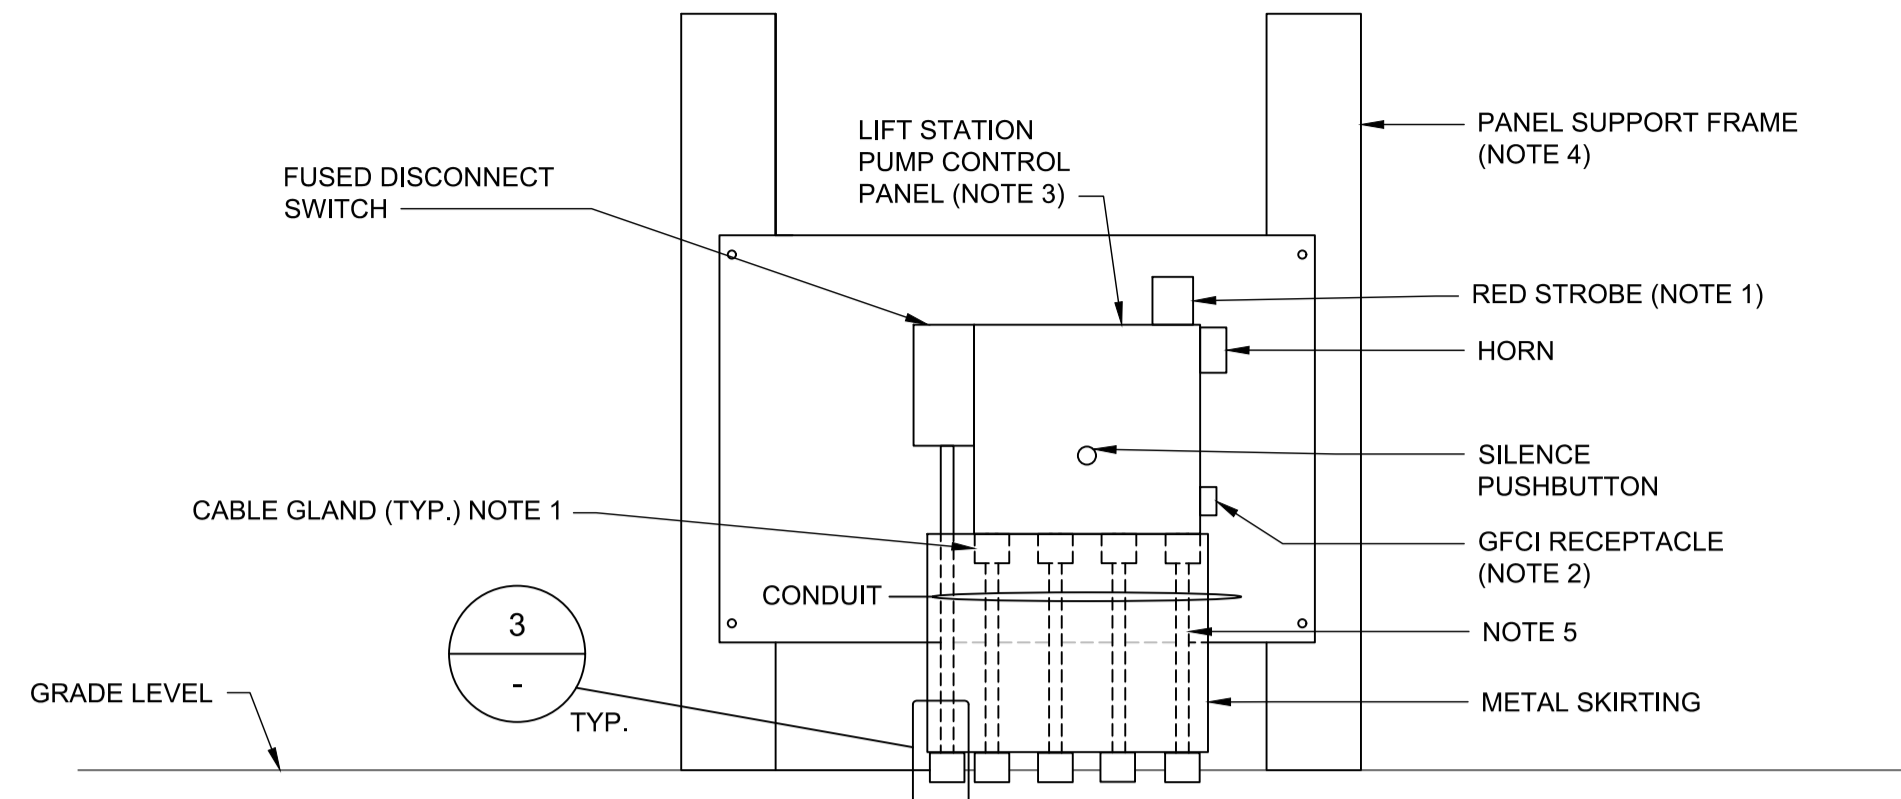 LIFT STATION
PUMP CONTROL
PANEL (NOTE 3)
PANEL SUPPORT FRAME
(NOTE 4)
FUSED DISCONNECT
SWITCH
RED STROBE (NOTE 1)
HORN
SILENCE
PUSHBUTTON
CABLE GLAND (TYP.) NOTE 1
GFCI RECEPTACLE
(NOTE 2)
CONDUIT
3
-
TYP.
NOTE 5
GRADE LEVEL
METAL SKIRTING